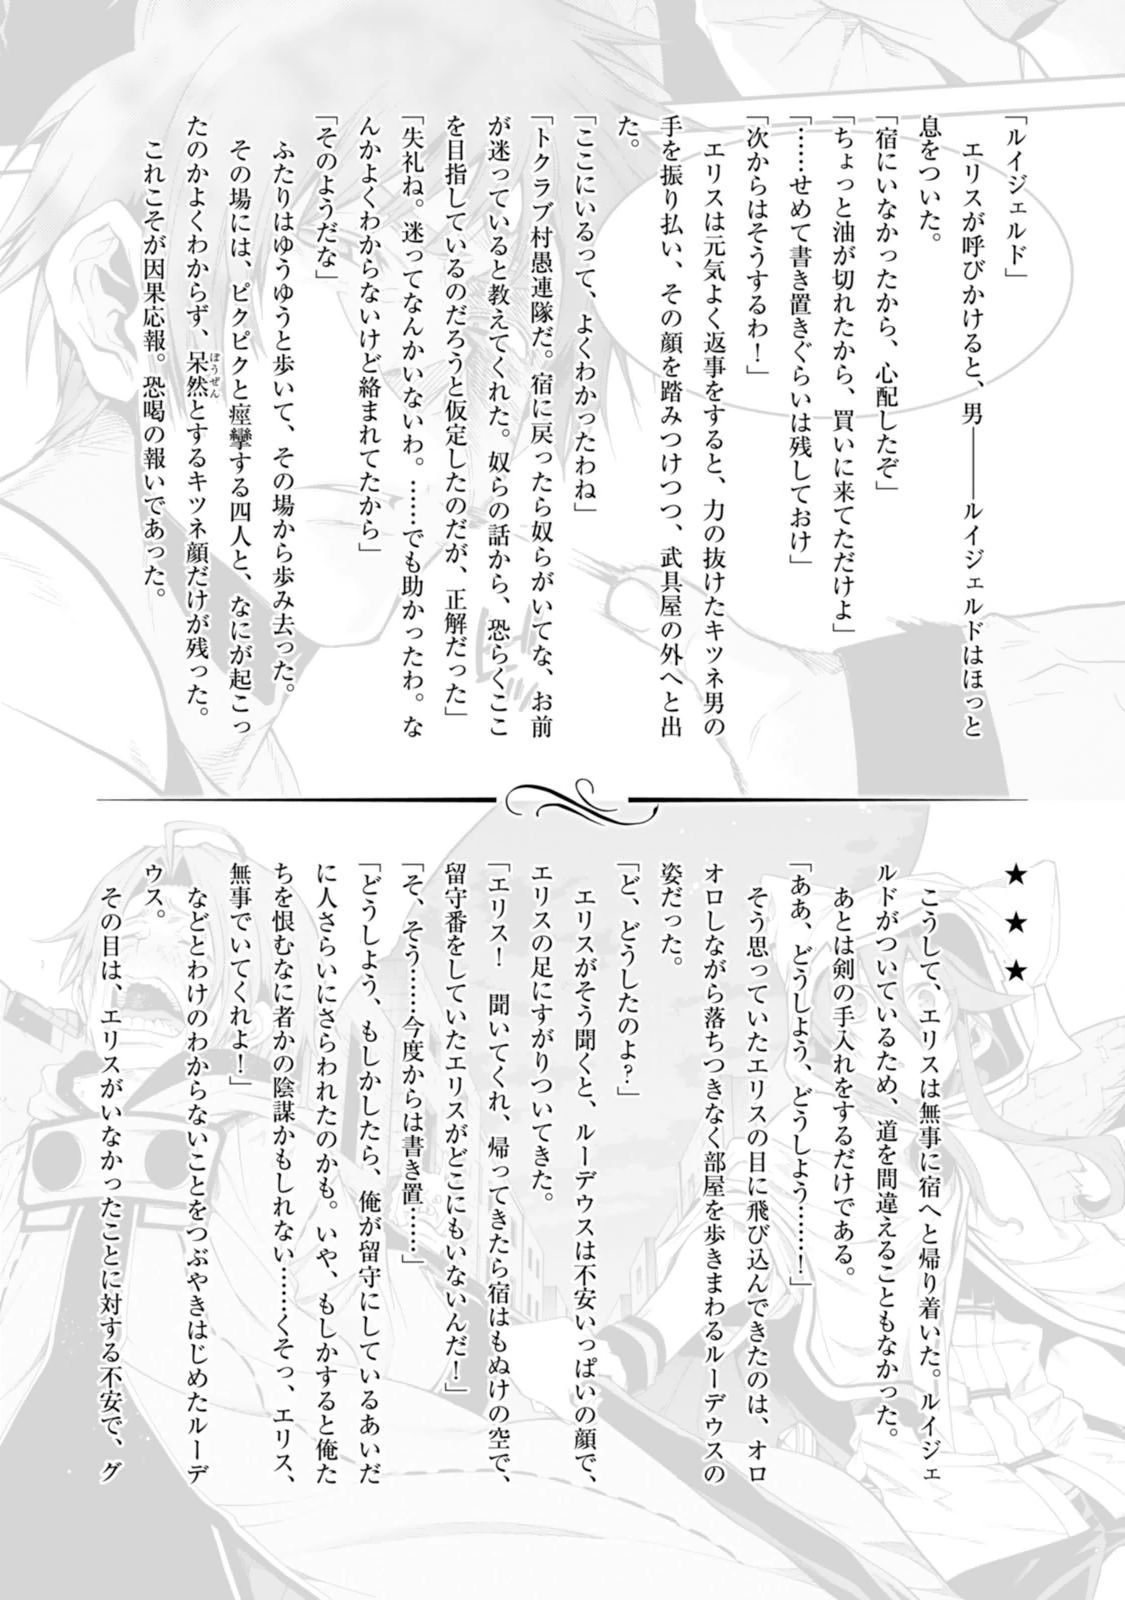 「ルイジェルド」
　エリスが呼びかけると、男――ルイジェルドはほっと
息をついた。
「宿にいなかったから、心配したぞ」
「ちょっと油が切れたから、買いに来てただけよ」
「……せめて書き置きぐらいは残しておけ」
「次からはそうするわ！」
　エリスは元気よく返事をすると、力の抜けたキツネ男の
手を振り払い、その顔を踏みつけつつ、武具屋の外へと出
た。
「ここにいるって、よくわかったわね」
「トクラブ村愚連隊だ。宿に戻ったら奴らがいてな、お前
が迷っていると教えてくれた。奴らの話から、恐らくここ
を目指しているのだろうと仮定したのだが、正解だった」
「失礼ね。迷ってなんかいないわ。……でも助かったわ。な
んかよくわからないけど絡まれてたから」
「そのようだな」
　ふたりはゆうゆうと歩いて、その場から歩み去った。
　その場には、ピクピクと痙攣する四人と、なにが起こっ
たのかよくわからず、呆然とするキツネ顔だけが残った。
　これこそが因果応報。恐喝の報いであった。
★　★　★
　こうして、エリスは無事に宿へと帰り着いた。ルイジェ
ルドがついているため、道を間違えることもなかった。
　あとは剣の手入れをするだけである。
「ああ、どうしよう、どうしよう……！」
　そう思っていたエリスの目に飛び込んできたのは、オロ
オロしながら落ちつきなく部屋を歩きまわるルーデウスの
姿だった。
「ど、どうしたのよ？」
　エリスがそう聞くと、ルーデウスは不安いっぱいの顔で、
エリスの足にすがりついてきた。
「エリス！　聞いてくれ、帰ってきたら宿はもぬけの空で、
留守番をしていたエリスがどこにもいないんだ！」
「そ、そう……今度からは書き置……」
「どうしよう、もしかしたら、俺が留守にしているあいだ
に人さらいにさらわれたのかも。いや、もしかすると俺た
ちを恨むなに者かの陰謀かもしれない……くそっ、エリス、
無事でいてくれよ！」
　などとわけのわからないことをつぶやきはじめたルーデ
ウス。
　その目は、エリスがいなかったことに対する不安で、グ